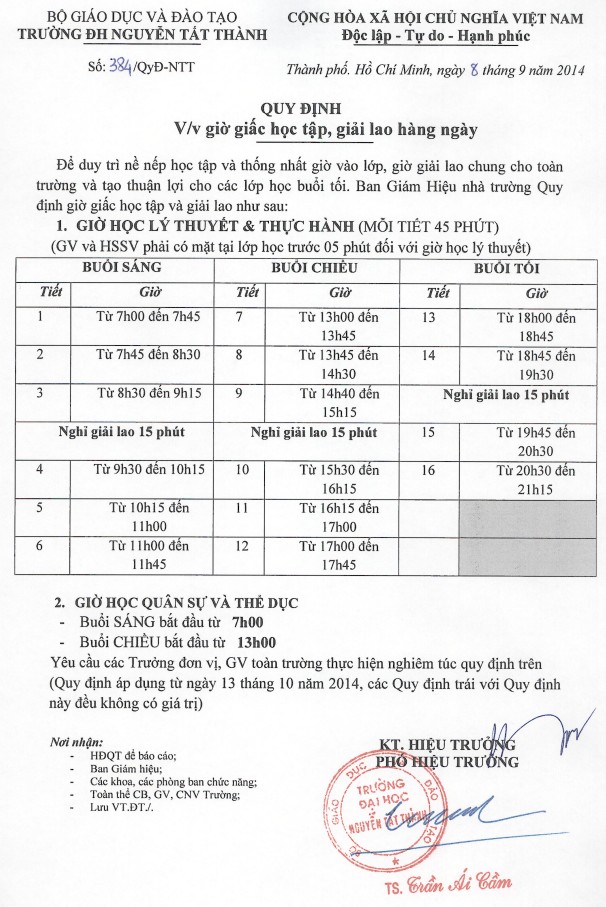 BỘ GIÁO DỤC VÀ ĐÀO TẠO
TRƯỜNG ĐH NGUYỄN TẤT THÀNH
CỘNG HÒA XÃ HỘI CHỦ NGHĨA VIỆT NAM
Độc lập - Tự do - Hạnh phúc
Số: 384/QyĐ-NTT
Thành phố. Hồ Chí Minh, ngày 8 tháng 9 năm 2014
QUY ĐỊNH
V/v giờ giấc học tập, giải lao hàng ngày
Để duy trì nề nếp học tập và thống nhất giờ vào lớp, giờ giải lao chung cho toàn
trường và tạo thuận lợi cho các lớp học buổi tối. Ban Giám Hiệu nhà trường Quy
định giờ giấc học tập và giải lao như sau:
1. GIỜ HỌC LÝ THUYẾT & THỰC HÀNH (MỖI TIẾT 45 PHÚT)
(GV và HSSV phải có mặt tại lớp học trước 05 phút đối với giờ học lý thuyết)
BUỔI SÁNG BUỔI CHIỀU BUỔI TỐI
Tiết Giờ Tiết Giờ Tiết Giờ
1 Từ 7h00 đến 7h45 7 Từ 13h00 đến 13 Từ 18h00 đến
13h45 18h45
2 Từ 7h45 đến 8h30 8 Từ 13h45 đến 14 Từ 18h45 đến
14h30 19h30
3 Từ 8h30 đến 9h15 9 Từ 14h40 đến Nghỉ giải lao 15 phút
15h15
Nghỉ giải lao 15 phút Nghỉ giải lao 15 phút 15 Từ 19h45 đến
20h30
4 Từ 9h30 đến 10h15 10 Từ 15h30 đến 16 Từ 20h30 đến
16h15 21h15
5 Từ 10h15 đến 11 Từ 16h15 đến
11h00 17h00
6 Từ 11h00 đến 12 Từ 17h00 đến
11h45 17h45
2. GIỜ HỌC QUÂN SỰ VÀ THỂ DỤC
- Buổi SÁNG bắt đầu từ 7h00
- Buổi CHIỀU bắt đầu từ 13h00
Yêu cầu các Trưởng đơn vị, GV toàn trường thực hiện nghiêm túc quy định trên
(Quy định áp dụng từ ngày 13 tháng 10 năm 2014, các Quy định trái với Quy định
này đều không có giá trị)
Nơi nhận:
- HĐQT để báo cáo;
- Ban Giám hiệu;
- Các khoa, các phòng ban chức năng;
- Toàn thể CB, GV, CNV Trường;
- Lưu VT.ĐT./.
KT. HIỆU TRƯỞNG
PHÓ HIỆU TRƯỞNG
BỘ GIÁO DỤC ĐÀO TẠO
TRƯỜNG
ĐẠI HỌC
NGUYỄN TẤT THÀNH
TS. Trần Ái Cầm